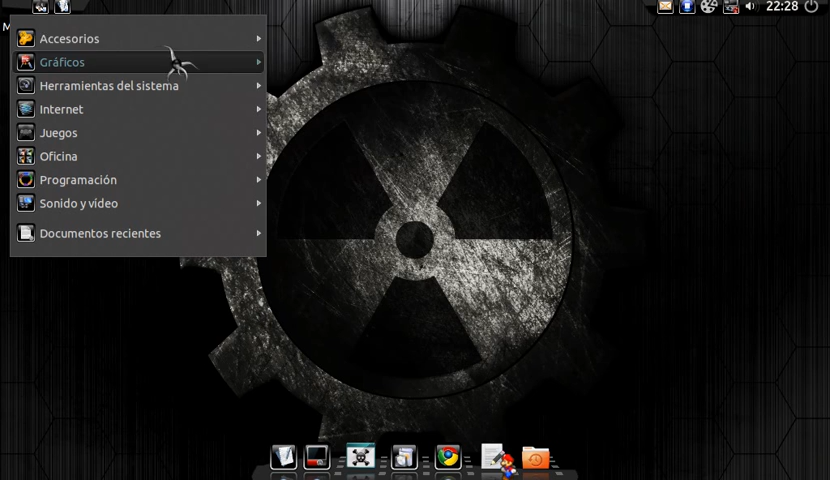 22:28
Accesorios
Gráficos
Herramientas del sistema
Internet
Juegos
Oficina
Programación
Sonido y vídeo
Documentos recientes